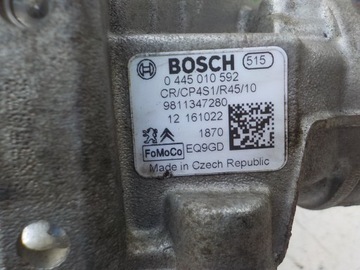 BOSCH 515
0 445 010 592
CR/CP4S1/R45/10
9811347280
12 161022
1870
FoMoCo EQ9GD
Made in Czech Republic